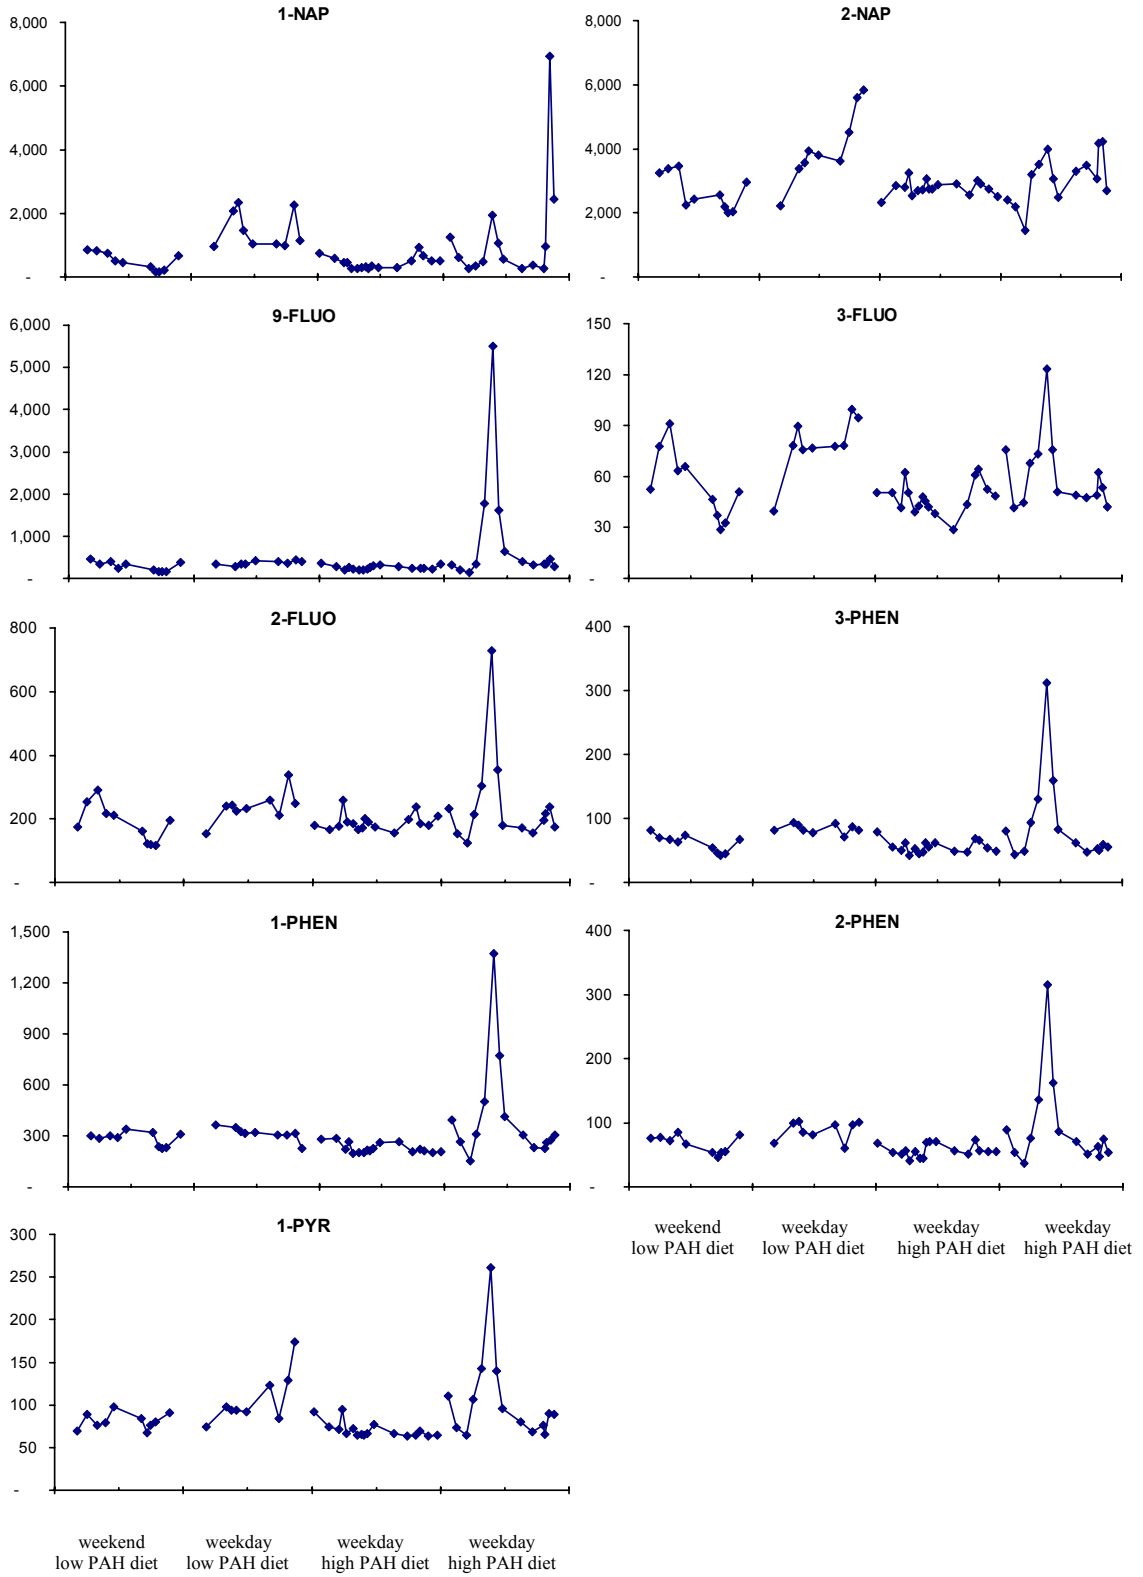 1-NAP
8,000
6,000
4,000
2,000
-
2-NAP
8,000
6,000
4,000
2,000
-
9-FLUO
6,000
5,000
4,000
3,000
2,000
1,000
-
3-FLUO
150
120
90
60
30
2-FLUO
800
600
400
200
-
3-PHEN
400
300
200
100
-
1-PHEN
1,500
1,200
900
600
300
-
2-PHEN
400
300
200
100
-
weekend
low PAH diet
weekday
low PAH diet
weekday
high PAH diet
weekday
high PAH diet
1-PYR
300
250
200
150
100
50
-
weekend
low PAH diet
weekday
low PAH diet
weekday
high PAH diet
weekday
high PAH diet